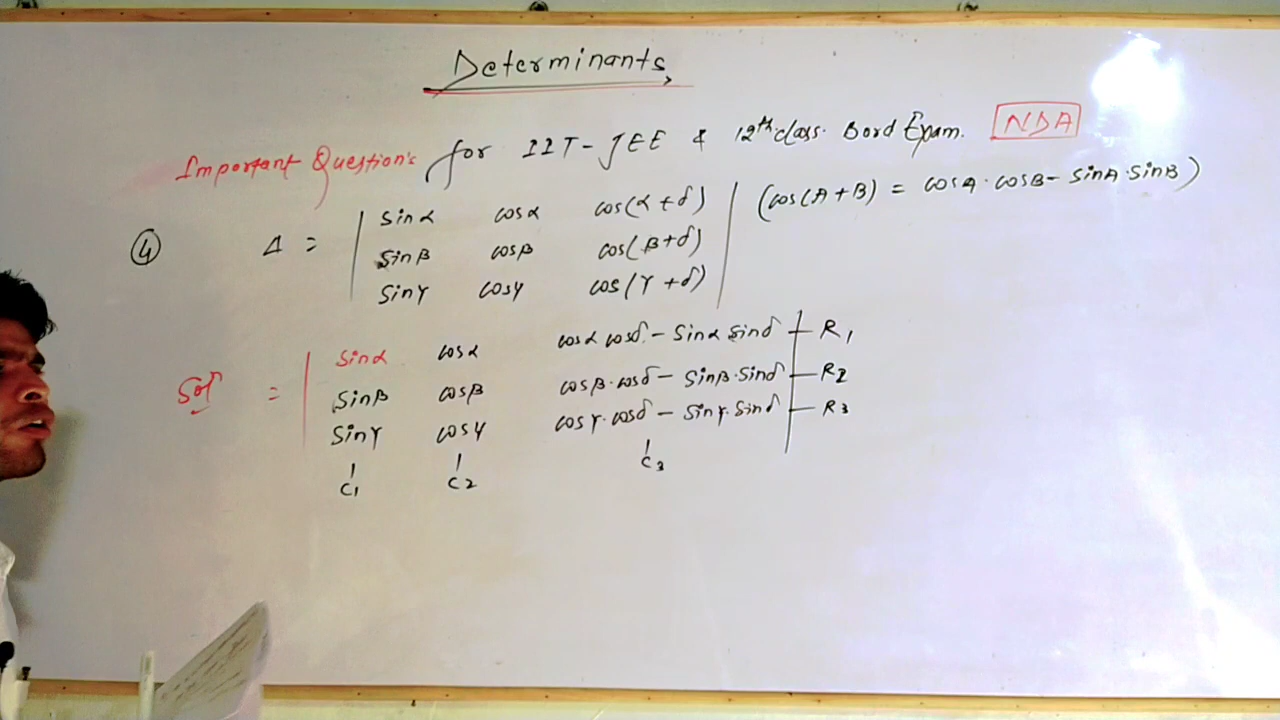 Determinants
Important Question's for IIT-JEE & 12th class. Bord Exam. NDA
④ Δ = | sinα cosα cos(α+δ) | (cos(A+B) = cosA·cosB - sinA·sinB)
sinβ cosβ cos(β+δ)
sinγ cosγ cos(γ+δ)
Sol = | sinα cosα cosα cosδ - sinα sinδ | - R1
sinβ cosβ cosβ·cosδ - sinβ·sinδ - R2
sinγ cosγ cosγ·cosδ - sinγ·sinδ - R3
C1 C2 C3